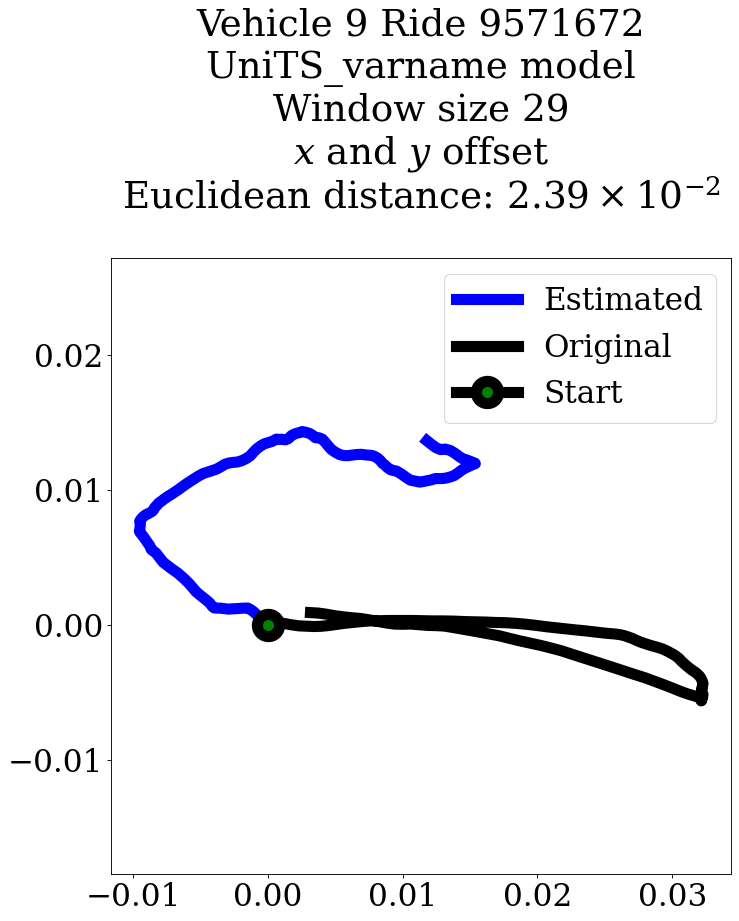 Vehicle 9 Ride 9571672
UniTS_varname model
Window size 29
x and y offset
Euclidean distance: 2.39 × 10⁻²
Estimated
Original
Start
0.02
0.01
0.00
−0.01
−0.01 0.00 0.01 0.02 0.03